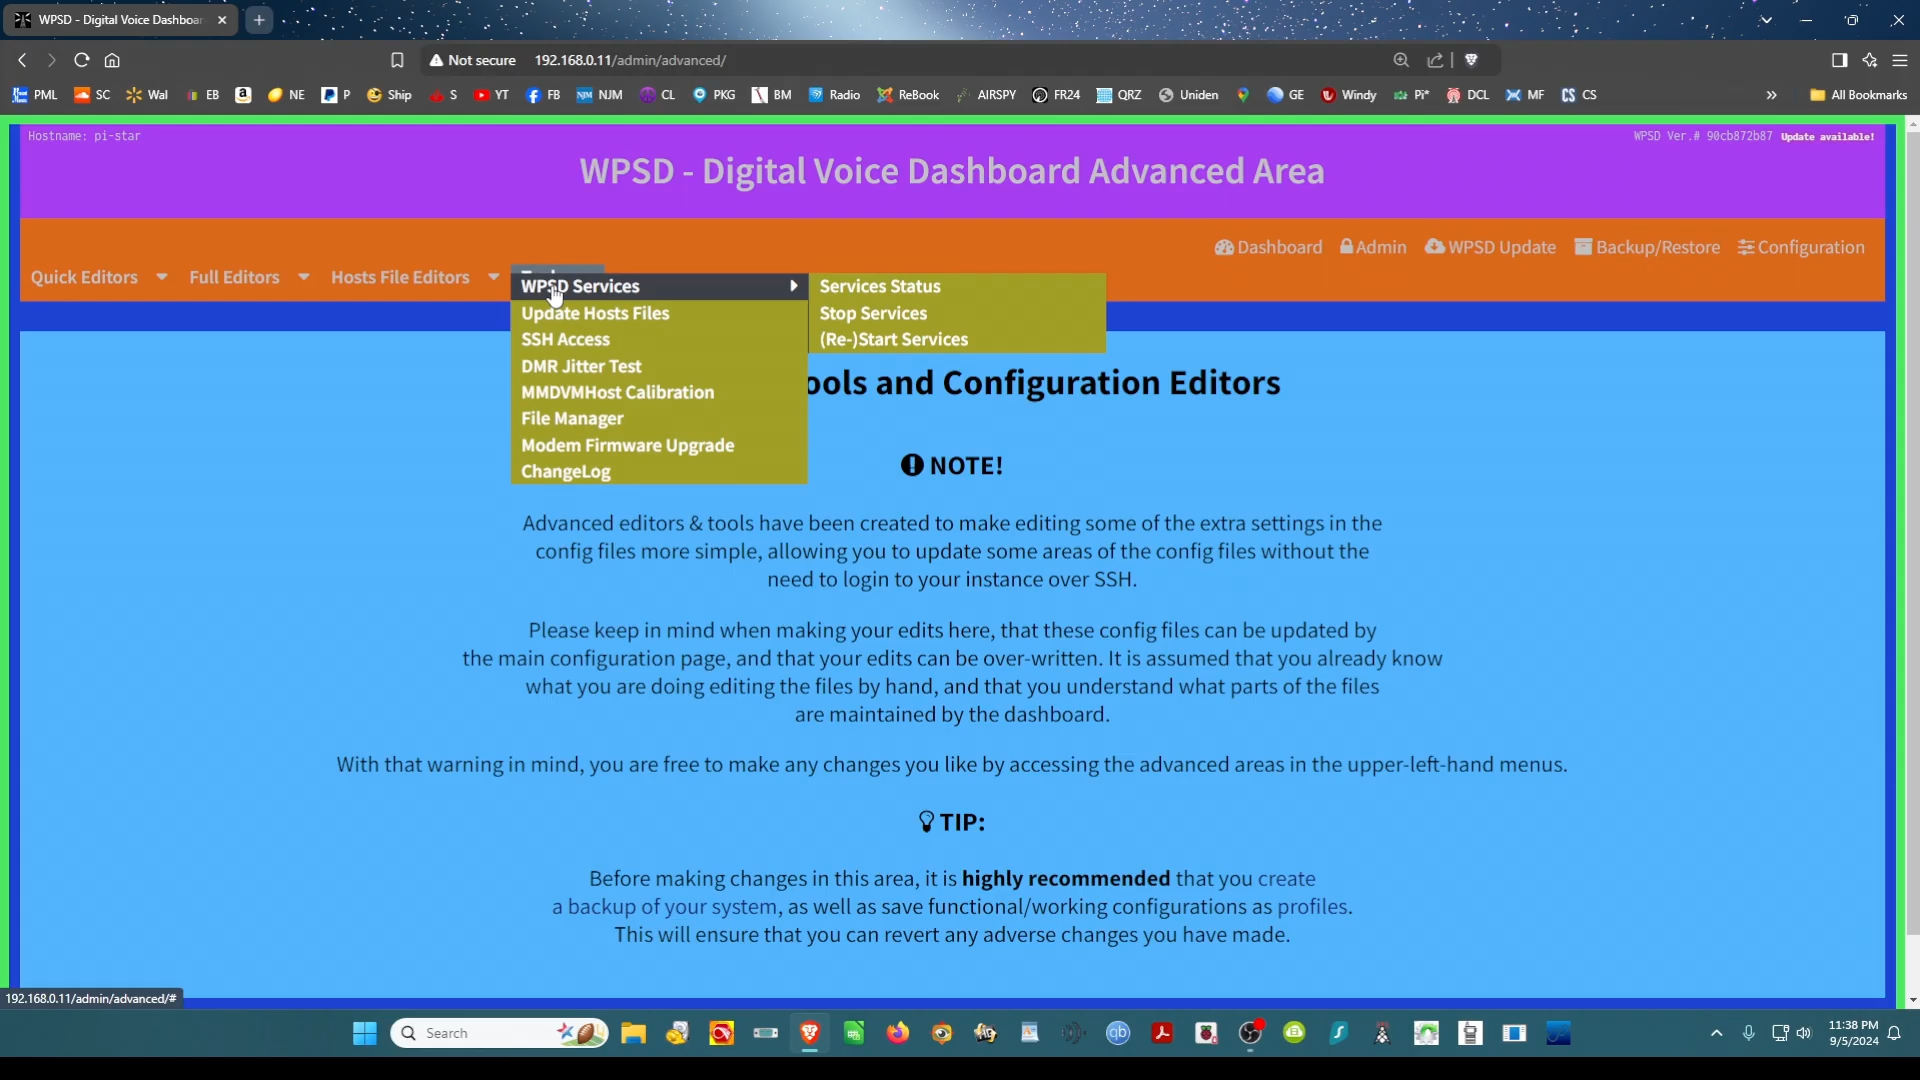 WPSD - Digital Voice Dashboar
Not secure 192.168.0.11/admin/advanced/
PML SC Wal EB NE P Ship S YT FB NJM CL PKG BM Radio ReBook AIRSPY FR24 QRZ Uniden GE Windy Pi* DCL MF CS » All Bookmarks
Hostname: pi-star
WPSD Ver.# 90cb872b87 Update available!
WPSD - Digital Voice Dashboard Advanced Area
Dashboard Admin WPSD Update Backup/Restore Configuration
Quick Editors Full Editors Hosts File Editors
WPSD Services
Update Hosts Files
SSH Access
DMR Jitter Test
MMDVMHost Calibration
File Manager
Modem Firmware Upgrade
ChangeLog
Services Status
Stop Services
(Re-)Start Services
ools and Configuration Editors
NOTE!
Advanced editors & tools have been created to make editing some of the extra settings in the
config files more simple, allowing you to update some areas of the config files without the
need to login to your instance over SSH.
Please keep in mind when making your edits here, that these config files can be updated by
the main configuration page, and that your edits can be over-written. It is assumed that you already know
what you are doing editing the files by hand, and that you understand what parts of the files
are maintained by the dashboard.
With that warning in mind, you are free to make any changes you like by accessing the advanced areas in the upper-left-hand menus.
TIP:
Before making changes in this area, it is highly recommended that you create
a backup of your system, as well as save functional/working configurations as profiles.
This will ensure that you can revert any adverse changes you have made.
192.168.0.11/admin/advanced/#
Search
11:38 PM
9/5/2024